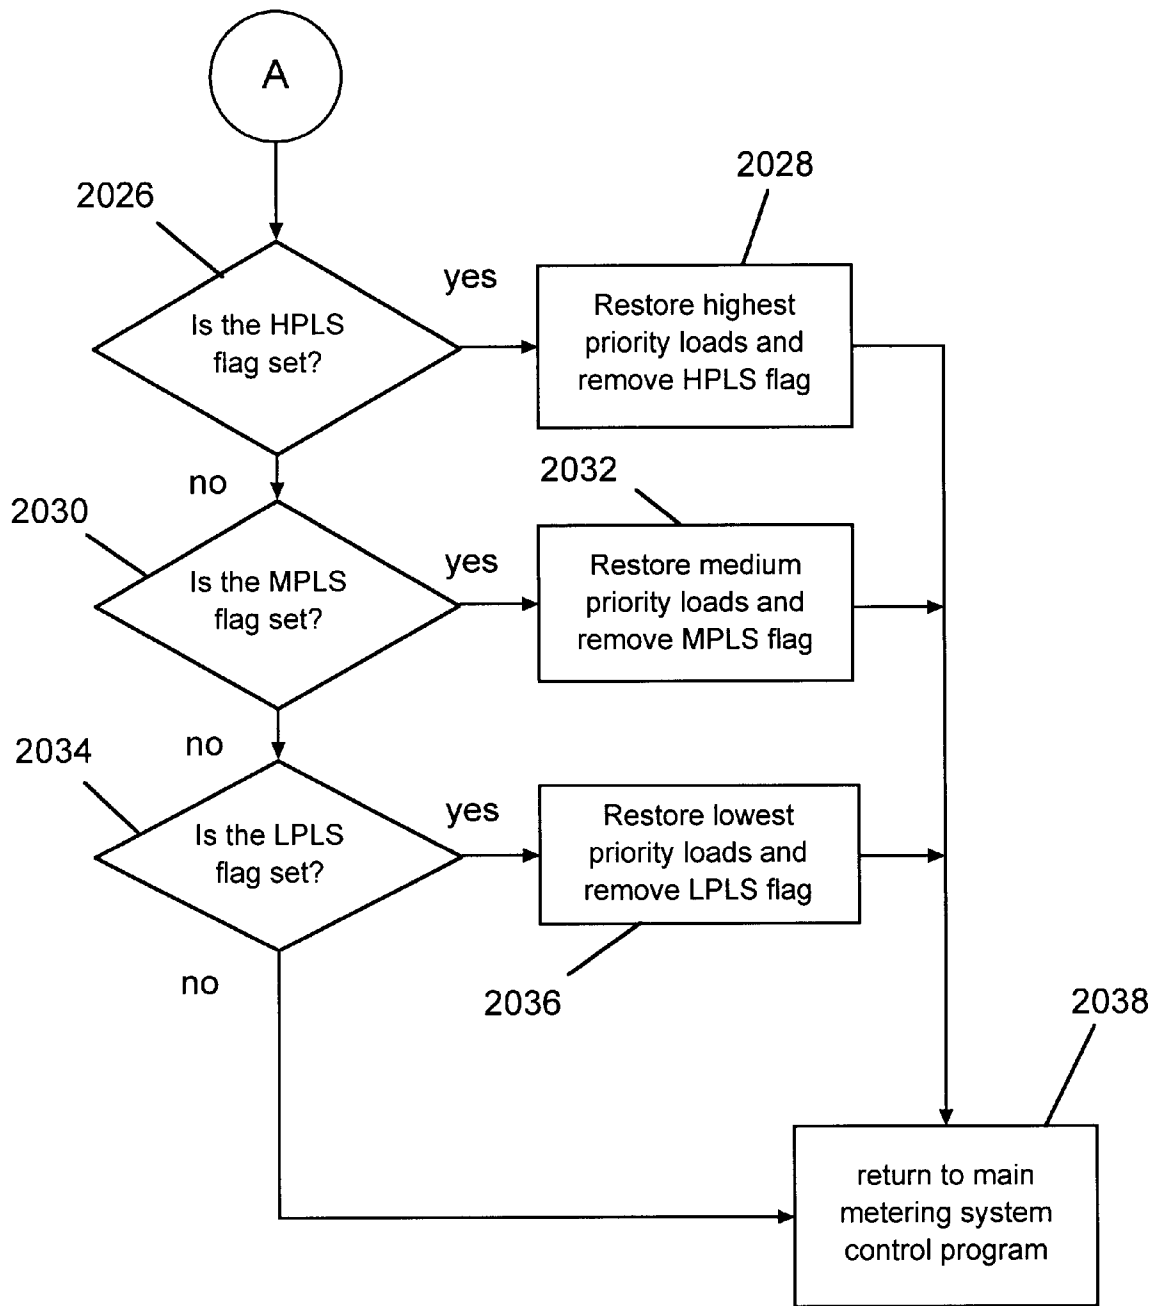 A
2026
Is the HPLS
flag set?
yes
2028
Restore highest
priority loads and
remove HPLS flag
no
2030
Is the MPLS
flag set?
yes
2032
Restore medium
priority loads and
remove MPLS flag
no
2034
Is the LPLS
flag set?
yes
Restore lowest
priority loads and
remove LPLS flag
2036
no
2038
return to main
metering system
control program